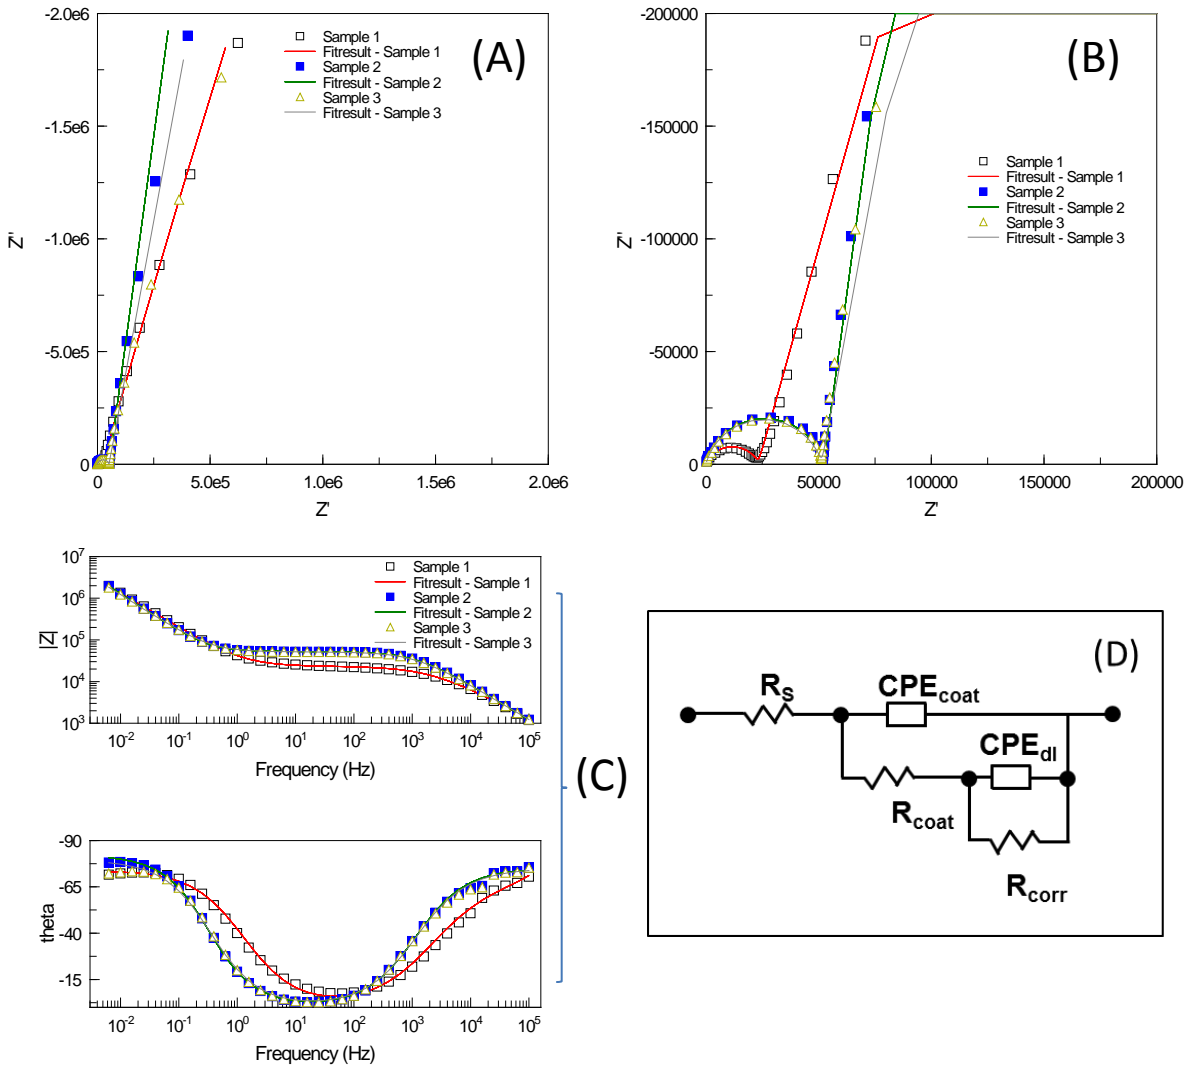 -2.0e6
-1.5e6
-1.0e6
-5.0e5
0
Z''
0
5.0e5
1.0e6
1.5e6
2.0e6
Z'
Sample 1
Fitresult - Sample 1
Sample 2
Fitresult - Sample 2
Sample 3
Fitresult - Sample 3
(A)
-200000
-150000
-100000
-50000
0
Z''
0
50000
100000
150000
200000
Z'
Sample 1
Fitresult - Sample 1
Sample 2
Fitresult - Sample 2
Sample 3
Fitresult - Sample 3
(B)
10⁷
10⁶
10⁵
10⁴
10³
|Z|
10⁻²
10⁻¹
10⁰
10¹
10²
10³
10⁴
10⁵
Frequency (Hz)
Sample 1
Fitresult - Sample 1
Sample 2
Fitresult - Sample 2
Sample 3
Fitresult - Sample 3
-90
-65
-40
-15
theta
10⁻²
10⁻¹
10⁰
10¹
10²
10³
10⁴
10⁵
Frequency (Hz)
(C)
(D)
R_S
CPE_coat
CPE_dl
R_coat
R_corr